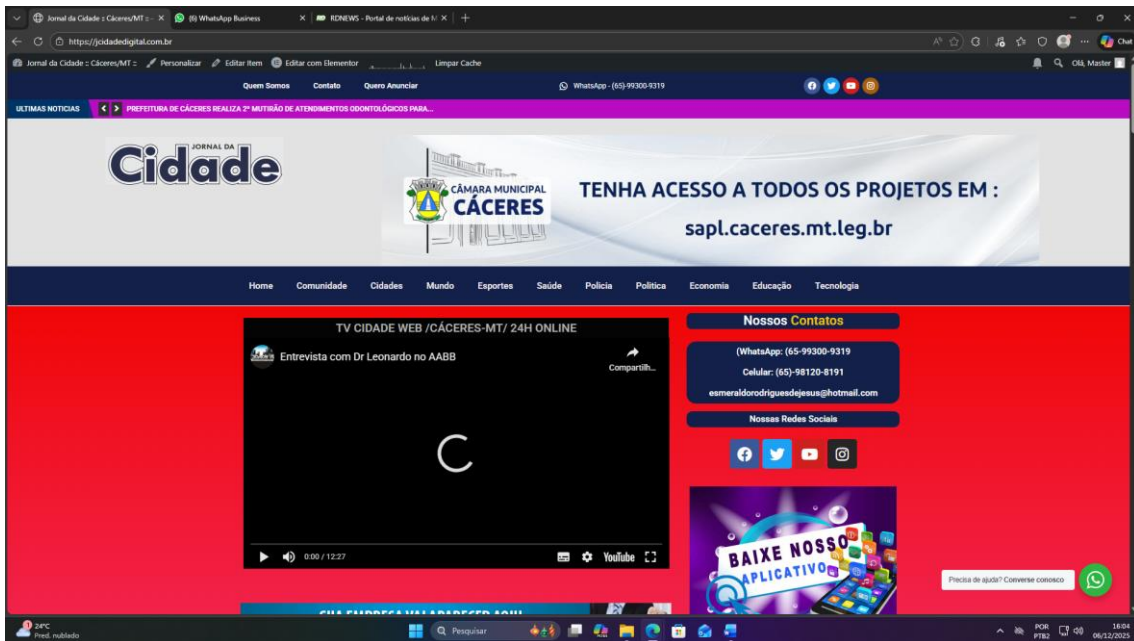 Jornal da Cidade :: Cáceres/MT ::
(6) WhatsApp Business
RDNEWS - Portal de notícias de
https://jcidadedigital.com.br
Chat
Jornal da Cidade :: Cáceres/MT :: Personalizar Editar Item Editar com Elementor Limpar Cache Olá, Master
Quem Somos Contato Quero Anunciar WhatsApp - (65)-99300-9319
ULTIMAS NOTICIAS PREFEITURA DE CÁCERES REALIZA 2º MUTIRÃO DE ATENDIMENTOS ODONTOLÓGICOS PARA...
JORNAL DA
Cidade
CÂMARA MUNICIPAL
CÁCERES
TENHA ACESSO A TODOS OS PROJETOS EM :
sapl.caceres.mt.leg.br
Home Comunidade Cidades Mundo Esportes Saúde Policia Politica Economia Educação Tecnologia
TV CIDADE WEB /CÁCERES-MT/ 24H ONLINE
Entrevista com Dr Leonardo no AABB
Compartilh...
0:00 / 12:27
YouTube
Nossos Contatos
(WhatsApp: (65-99300-9319
Celular: (65)-98120-8191
esmeraldorodriguesdejesus@hotmail.com
Nossas Redes Sociais
BAIXE NOSSO
APLICATIVO
Precisa de ajuda? Converse conosco
SUA EMPRESA VAI APARECER AQUI
24°C
Pred. nublado
Pesquisar
POR
PTB2
16:04
06/12/2025